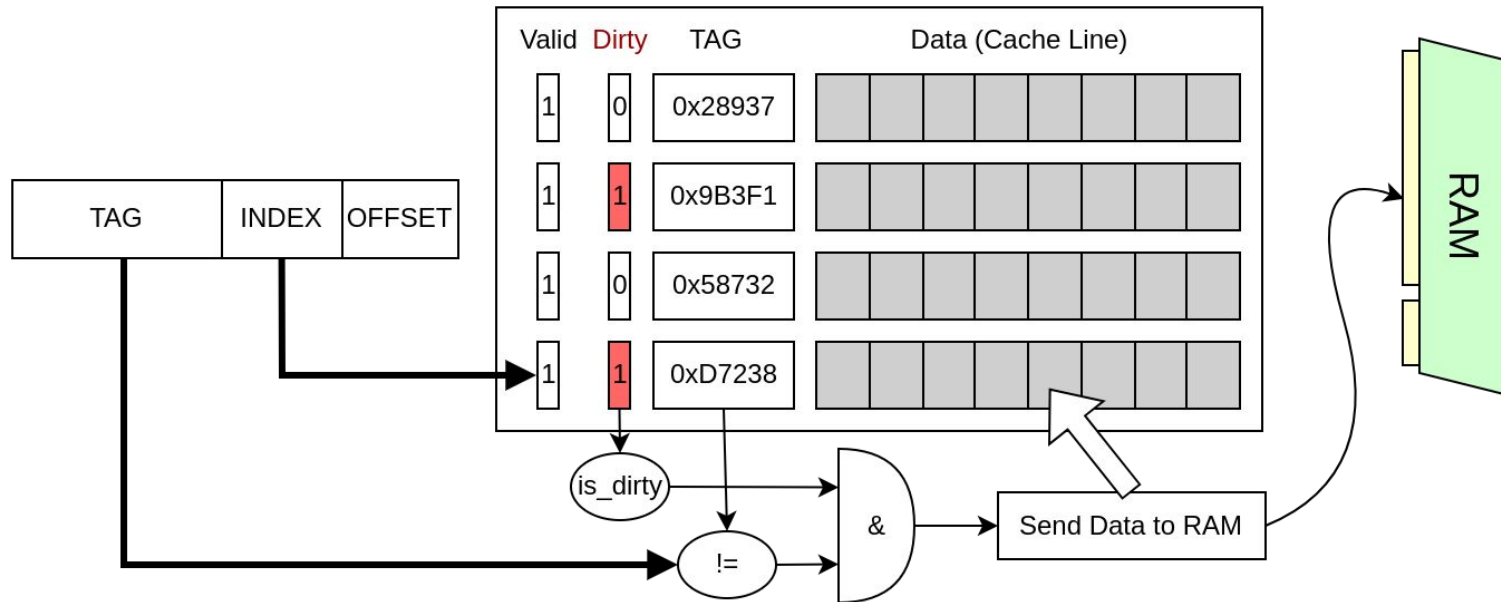 Valid Dirty TAG Data (Cache Line)
1 0 0x28937
1 1 0x9B3F1
1 0 0x58732
1 1 0xD7238
TAG INDEX OFFSET
is_dirty
!=
&
Send Data to RAM
RAM